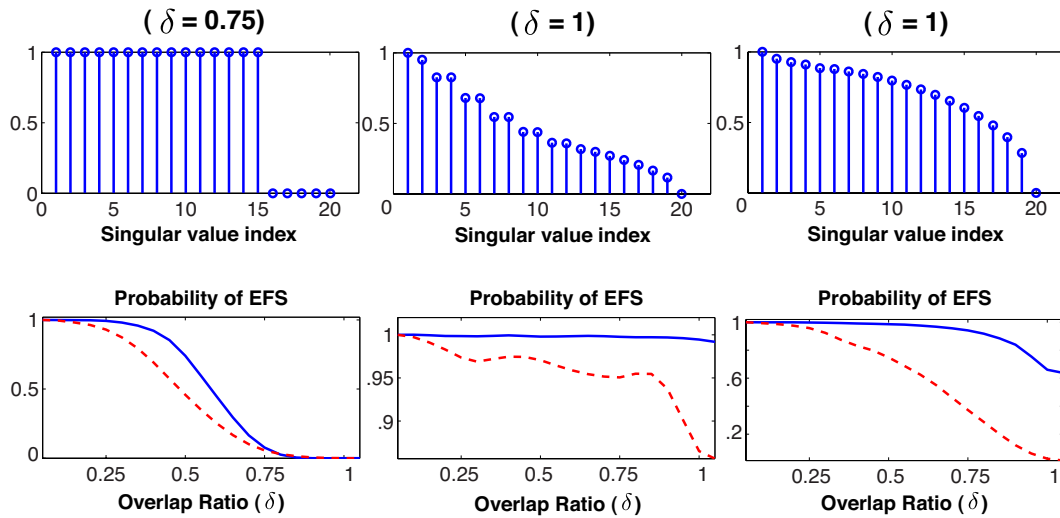 ( δ = 0.75)
( δ = 1)
( δ = 1)
1
0.5
0
0 5 10 15 20
Singular value index
1
0.5
0 5 10 15 20
Singular value index
1
0.5
0 5 10 15 20
Singular value index
Probability of EFS
1
0.5
0
0.25 0.5 0.75 1
Overlap Ratio ( δ )
Probability of EFS
1
.95
.9
0.25 0.5 0.75 1
Overlap Ratio ( δ )
Probability of EFS
1
.6
.2
0.25 0.5 0.75 1
Overlap Ratio ( δ )